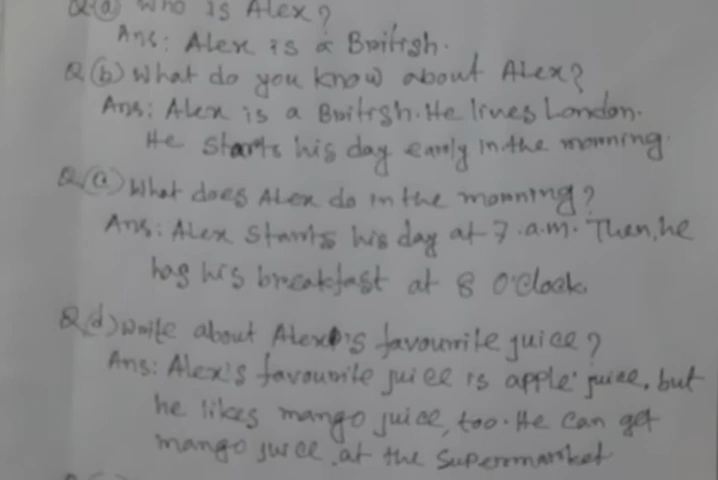 Q(a) Who is Alex?
Ans: Alex is a British.
Q(b) What do you know about Alex?
Ans: Alex is a British. He lives London.
He starts his day early in the morning.
Q(a) What does Alex do in the morning?
Ans: Alex starts his day at 7 a.m. Then, he
has his breakfast at 8 O'Clock.
Q(d) Write about Alex's favourite juice?
Ans: Alex's favourite juice is apple juice, but
he likes mango juice, too. He can get
mango juice at the supermarket